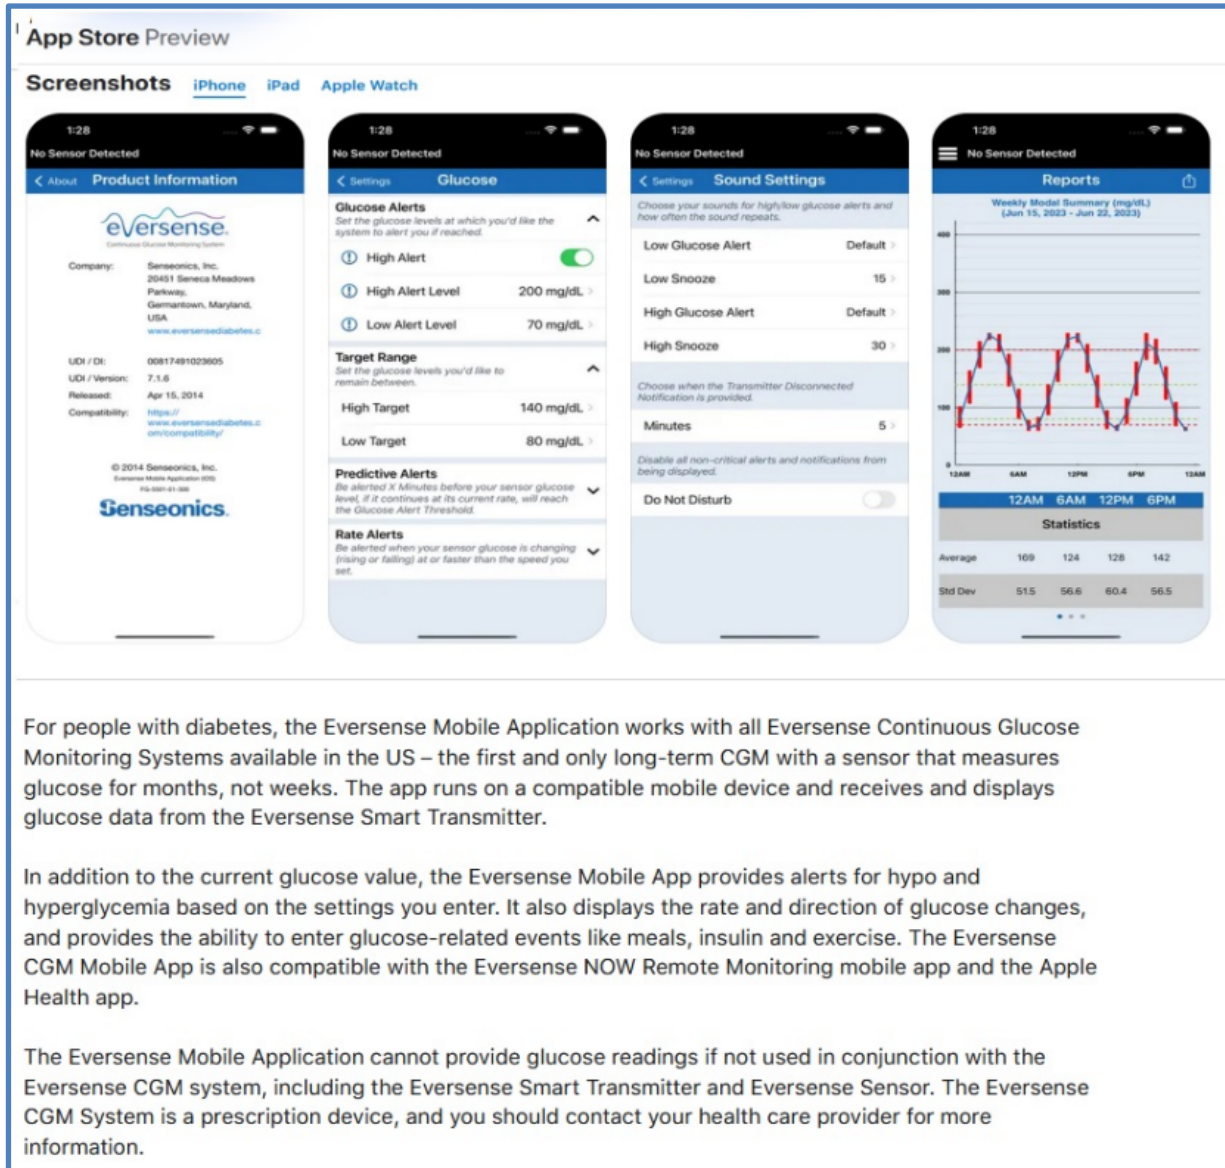 App Store Preview
Screenshots iPhone iPad Apple Watch
1:28
No Sensor Detected
About Product Information
eversense.
Continuous Glucose Monitoring System
Company: Senseonics, Inc.
20451 Seneca Meadows
Parkway,
Germantown, Maryland,
USA
www.eversensediabetes.c
UDI / DI: 00817491023605
UDI / Version: 7.1.6
Released: Apr 15, 2014
Compatibility: https://
www.eversensediabetes.c
om/compatibility/
© 2014 Senseonics, Inc.
Eversense Mobile Application (iOS)
Senseonics.
1:28
No Sensor Detected
Settings Glucose
Glucose Alerts
Set the glucose levels at which you'd like the
system to alert you if reached.
High Alert
High Alert Level 200 mg/dL
Low Alert Level 70 mg/dL
Target Range
Set the glucose levels you'd like to
remain between.
High Target 140 mg/dL
Low Target 80 mg/dL
Predictive Alerts
Be alerted X Minutes before your sensor glucose
level, if it continues at its current rate, will reach
the Glucose Alert Threshold.
Rate Alerts
Be alerted when your sensor glucose is changing
(rising or falling) at or faster than the speed you
set.
1:28
No Sensor Detected
Settings Sound Settings
Choose your sounds for high/low glucose alerts and
how often the sound repeats.
Low Glucose Alert Default
Low Snooze 15
High Glucose Alert Default
High Snooze 30
Choose when the Transmitter Disconnected
Notification is provided.
Minutes 5
Disable all non-critical alerts and notifications from
being displayed.
Do Not Disturb
1:28
No Sensor Detected
Reports
Weekly Modal Summary (mg/dL)
(Jun 15, 2023 - Jun 22, 2023)
400
300
200
100
0
12AM 6AM 12PM 6PM 12AM
12AM 6AM 12PM 6PM
Statistics
Average 169 124 128 142
Std Dev 51.5 56.6 60.4 56.5
For people with diabetes, the Eversense Mobile Application works with all Eversense Continuous Glucose
Monitoring Systems available in the US – the first and only long-term CGM with a sensor that measures
glucose for months, not weeks. The app runs on a compatible mobile device and receives and displays
glucose data from the Eversense Smart Transmitter.
In addition to the current glucose value, the Eversense Mobile App provides alerts for hypo and
hyperglycemia based on the settings you enter. It also displays the rate and direction of glucose changes,
and provides the ability to enter glucose-related events like meals, insulin and exercise. The Eversense
CGM Mobile App is also compatible with the Eversense NOW Remote Monitoring mobile app and the Apple
Health app.
The Eversense Mobile Application cannot provide glucose readings if not used in conjunction with the
Eversense CGM system, including the Eversense Smart Transmitter and Eversense Sensor. The Eversense
CGM System is a prescription device, and you should contact your health care provider for more
information.